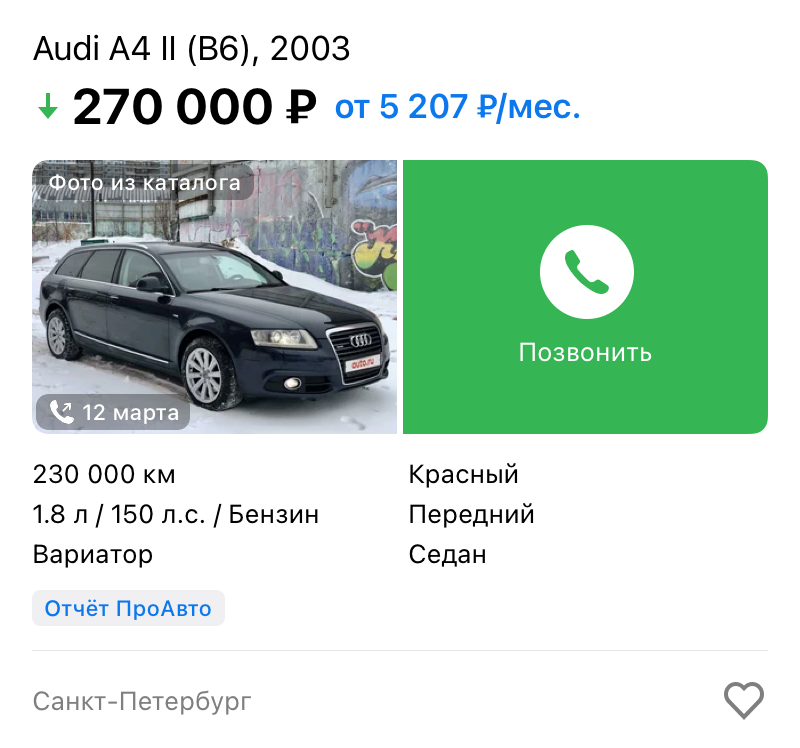 Audi A4 II (B6), 2003
270 000 ₽ от 5 207 ₽/мес.
Фото из каталога
auto.ru
12 марта
Позвонить
230 000 км
Красный
1.8 л / 150 л.с. / Бензин
Передний
Вариатор
Седан
Отчёт ПроАвто
Санкт-Петербург